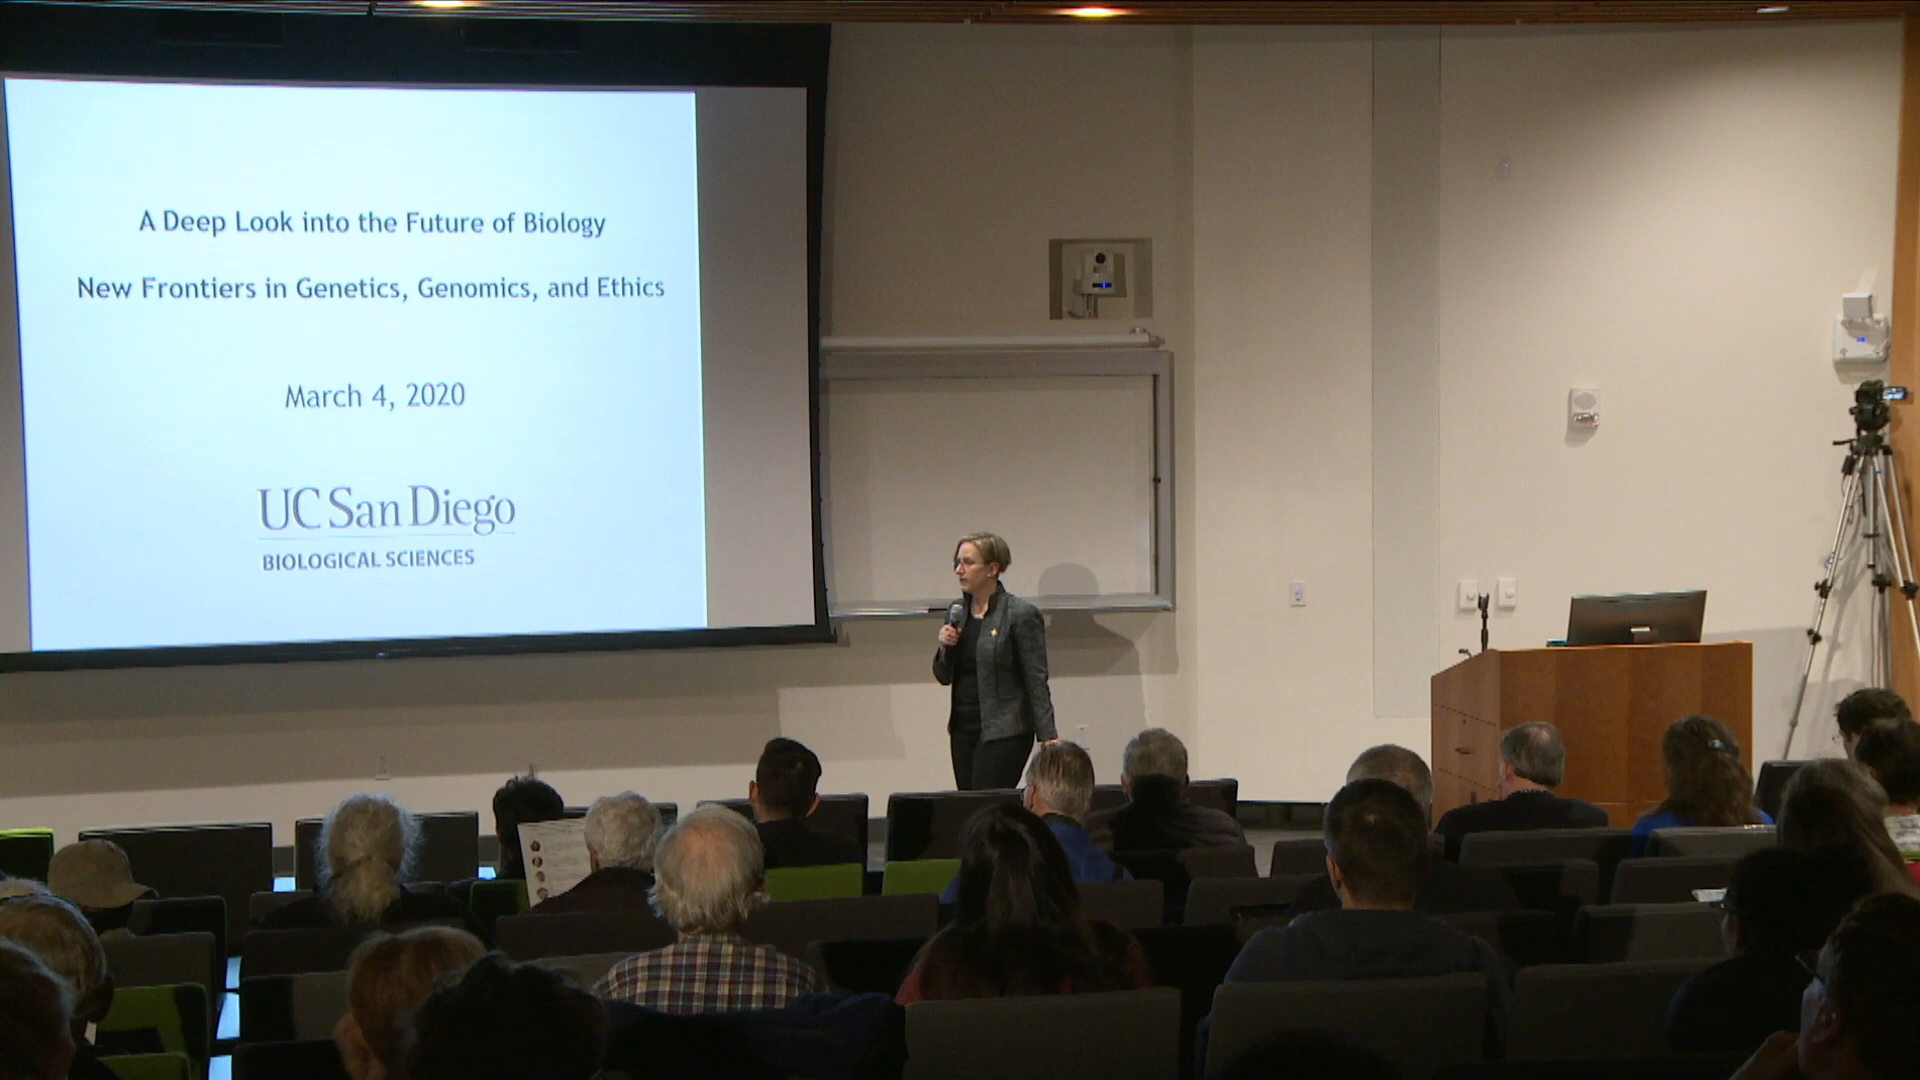 A Deep Look into the Future of Biology
New Frontiers in Genetics, Genomics, and Ethics
March 4, 2020
UC San Diego
BIOLOGICAL SCIENCES